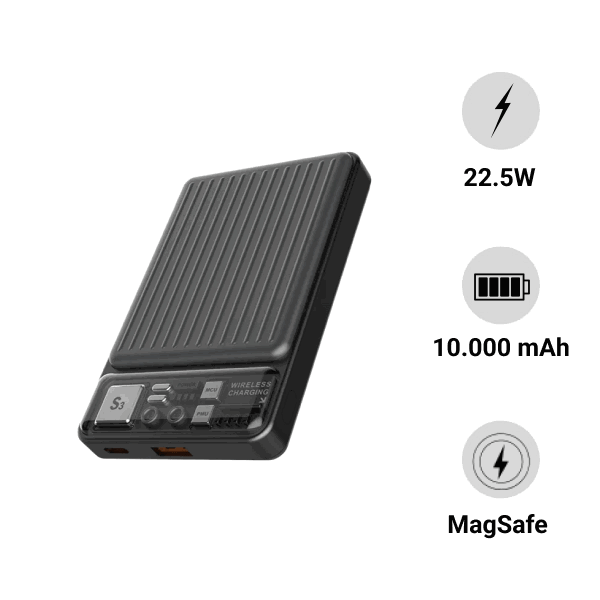 22.5W
10.000 mAh
MagSafe
S3
MCU
PMU
WIRELESS
CHARGING